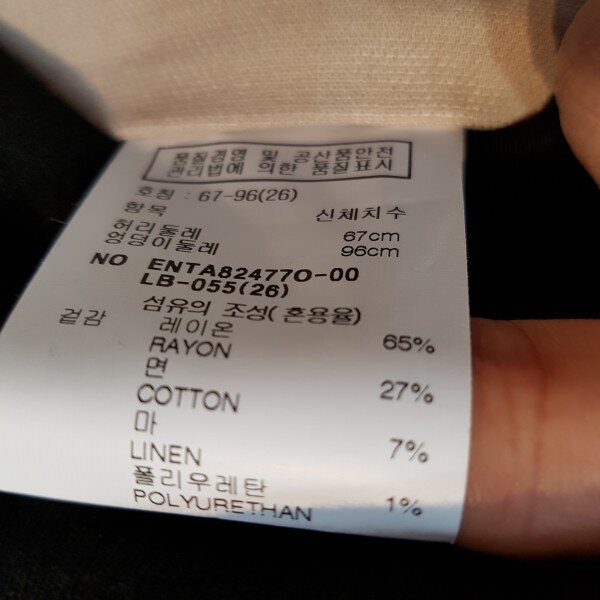 품질경영 및 공산품안전
관리법에 의한 품질표시
호칭 : 67-96(26)
항목 신체치수
허리둘레 67cm
엉덩이둘레 96cm
NO ENTA82477O-00
LB-055(26)
섬유의 조성( 혼용율)
겉감 레이온
RAYON 65%
면
COTTON 27%
마
LINEN 7%
폴리우레탄
POLYURETHAN 1%